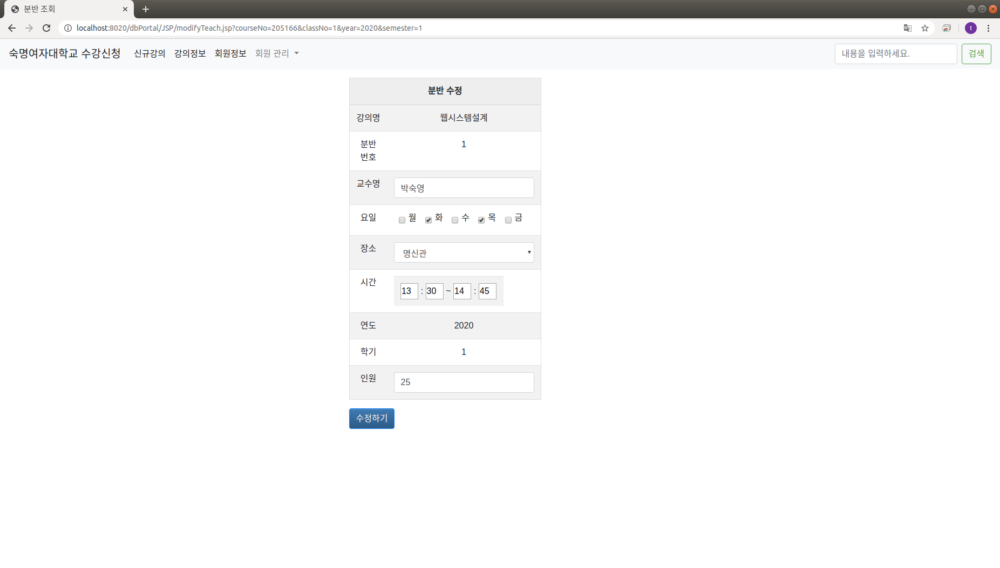 분반 조회
localhost:8020/dbPortal/JSP/modifyTeach.jsp?courseNo=205166&classNo=1&year=2020&semester=1
t
숙명여자대학교 수강신청 신규강의 강의정보 회원정보 회원 관리 내용을 입력하세요. 검색
분반 수정
강의명 웹시스템설계
분반 1
번호
교수명 박숙영
요일 월 화 수 목 금
장소 명신관
시간 13 : 30 ~ 14 : 45
연도 2020
학기 1
인원 25
수정하기